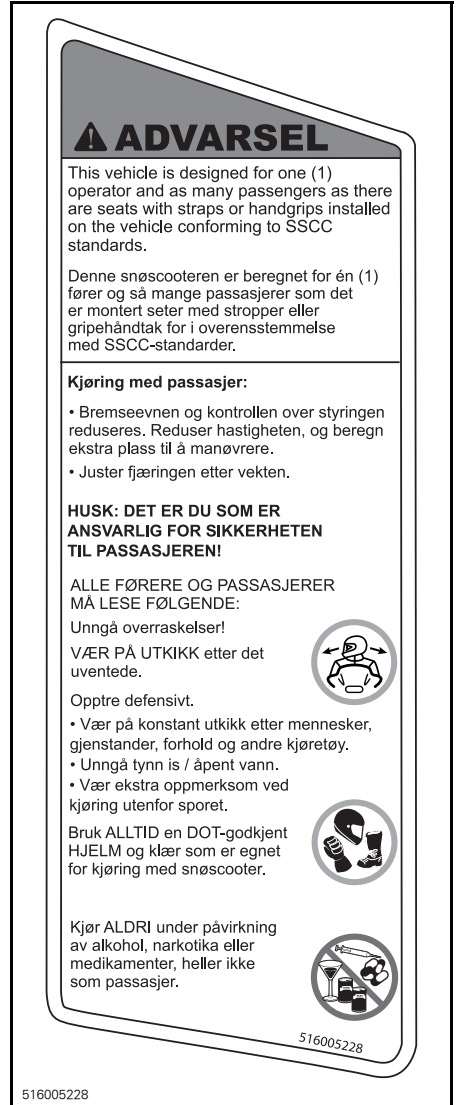 ADVARSEL
This vehicle is designed for one (1)
operator and as many passengers as there
are seats with straps or handgrips installed
on the vehicle conforming to SSCC
standards.
Denne snøscooteren er beregnet for én (1)
fører og så mange passasjerer som det
er montert seter med stropper eller
gripehåndtak for i overensstemmelse
med SSCC-standarder.
Kjøring med passasjer:
• Bremseevnen og kontrollen over styringen
reduseres. Reduser hastigheten, og beregn
ekstra plass til å manøvrere.
• Juster fjæringen etter vekten.
HUSK: DET ER DU SOM ER
ANSVARLIG FOR SIKKERHETEN
TIL PASSASJEREN!
ALLE FØRERE OG PASSASJERER
MÅ LESE FØLGENDE:
Unngå overraskelser!
VÆR PÅ UTKIKK etter det
uventede.
Opptre defensivt.
• Vær på konstant utkikk etter mennesker,
gjenstander, forhold og andre kjøretøy.
• Unngå tynn is / åpent vann.
• Vær ekstra oppmerksom ved
kjøring utenfor sporet.
Bruk ALLTID en DOT-godkjent
HJELM og klær som er egnet
for kjøring med snøscooter.
Kjør ALDRI under påvirkning
av alkohol, narkotika eller
medikamenter, heller ikke
som passasjer.
516005228
516005228